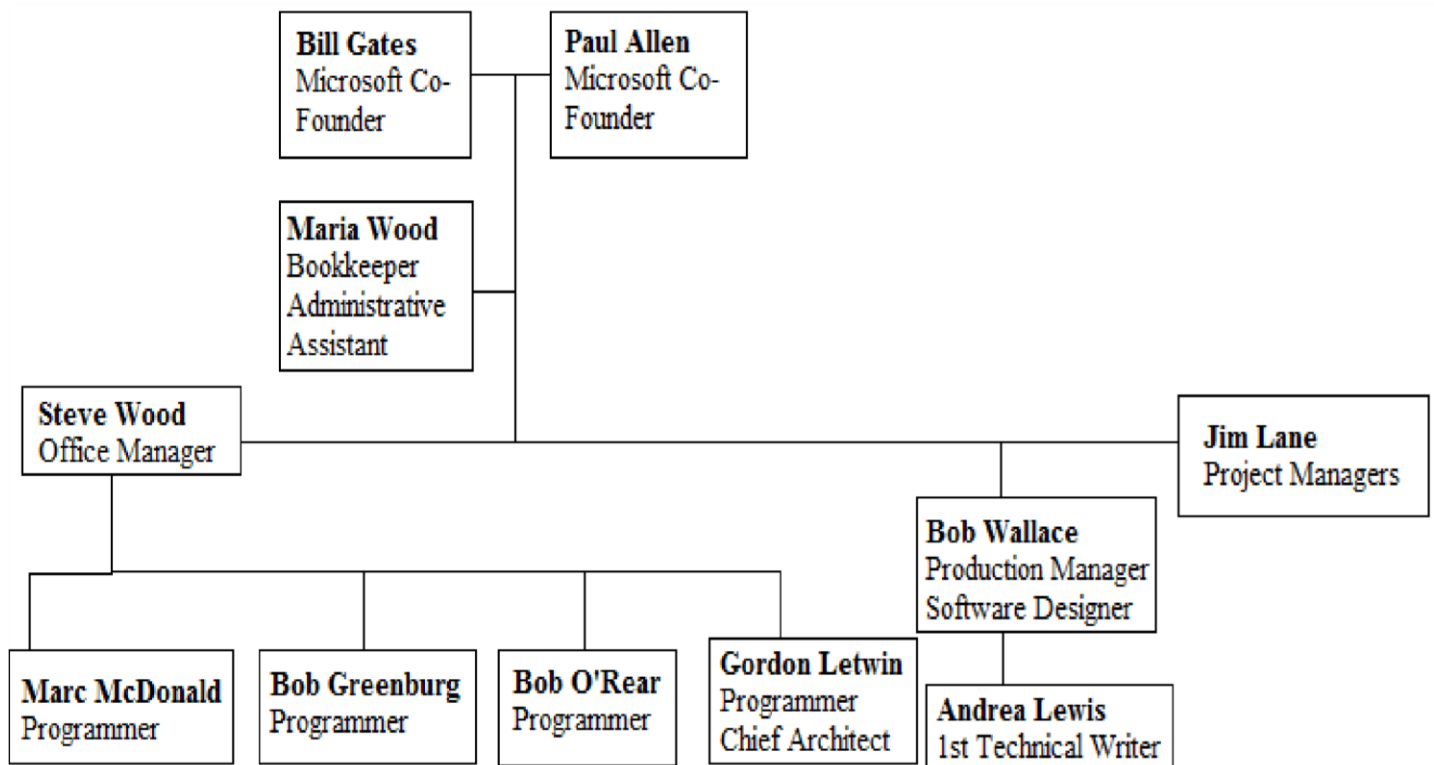 Bill Gates
Microsoft Co-
Founder
Paul Allen
Microsoft Co-
Founder
Maria Wood
Bookkeeper
Administrative
Assistant
Steve Wood
Office Manager
Jim Lane
Project Managers
Bob Wallace
Production Manager
Software Designer
Marc McDonald
Programmer
Bob Greenburg
Programmer
Bob O'Rear
Programmer
Gordon Letwin
Programmer
Chief Architect
Andrea Lewis
1st Technical Writer